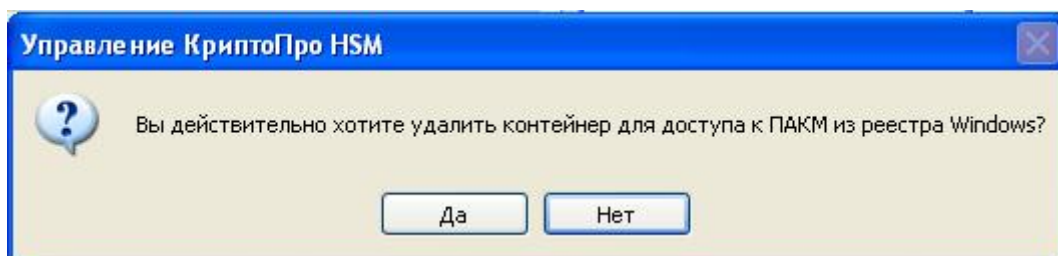 Управление КриптоПро HSM
Вы действительно хотите удалить контейнер для доступа к ПАКМ из реестра Windows?
Да
Нет